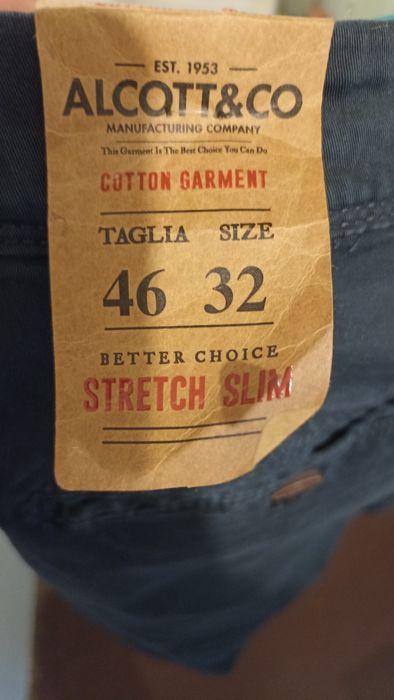 EST. 1953
ALCOTT&CO
MANUFACTURING COMPANY
This Garment Is The Best Choice You Can Do
COTTON GARMENT
TAGLIA SIZE
46 32
BETTER CHOICE
STRETCH SLIM